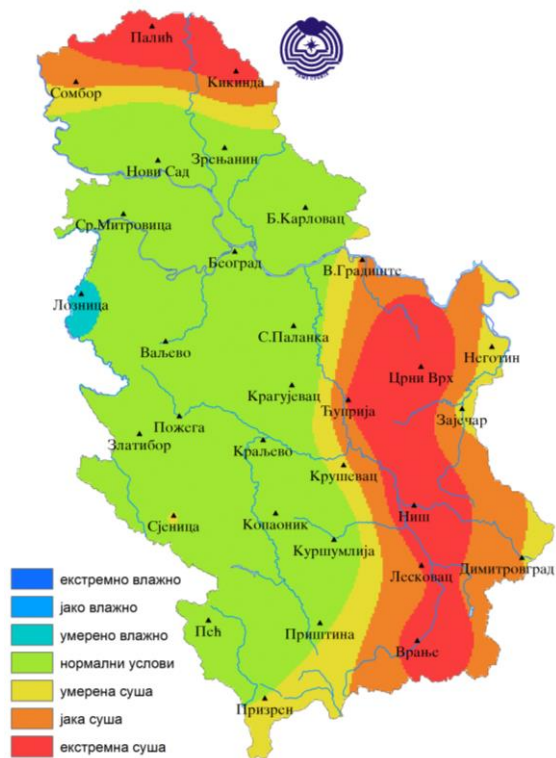 Палић
Кикинда
Сомбор
Зрењанин
Нови Сад
Б.Карловац
Ср.Митровица
Београд
В.Градиште
Лозница
С.Паланка
Неготин
Ваљево
Црни Врх
Крагујевац
Ћуприја
Зајечар
Пожега
Златибор
Краљево
Крушевац
Ниш
Сјеница
Копаоник
Куршумлија
Димитровград
Лесковац
Пећ
Приштина
Врање
Призрен
екстремно влажно
јако влажно
умерено влажно
нормални услови
умерена суша
јака суша
екстремна суша